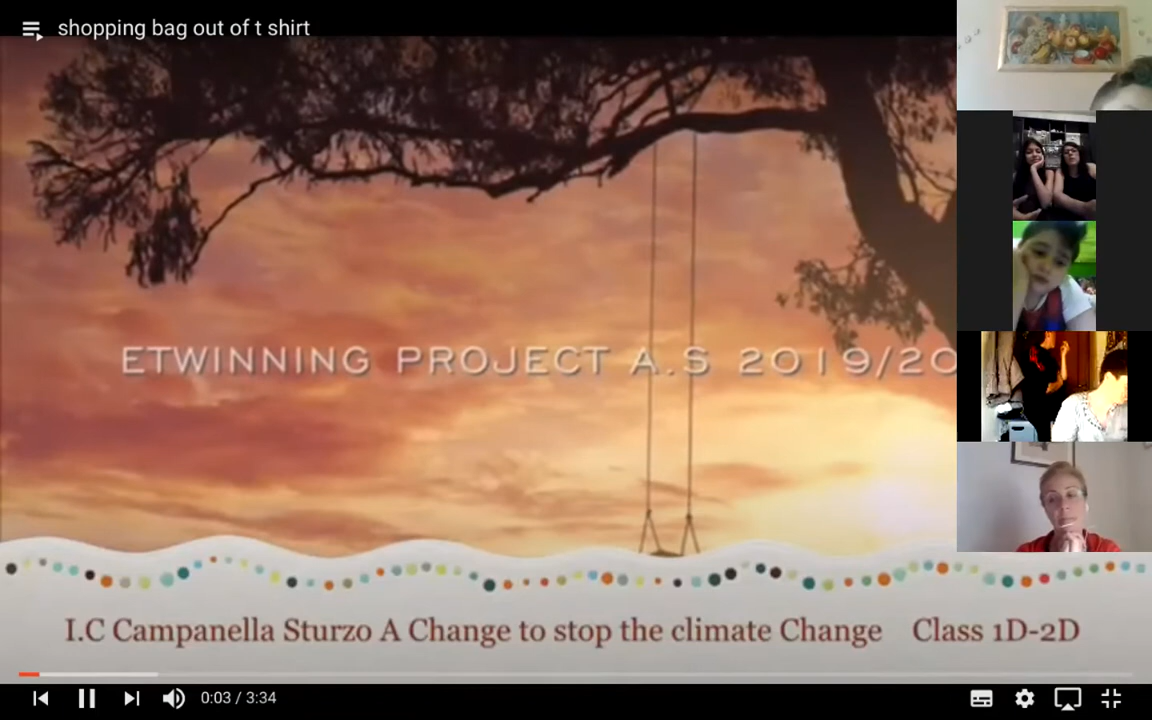 shopping bag out of t shirt
ETWINNING PROJECT A.S 2019/20
I.C Campanella Sturzo A Change to stop the climate Change Class 1D-2D
0:03 / 3:34